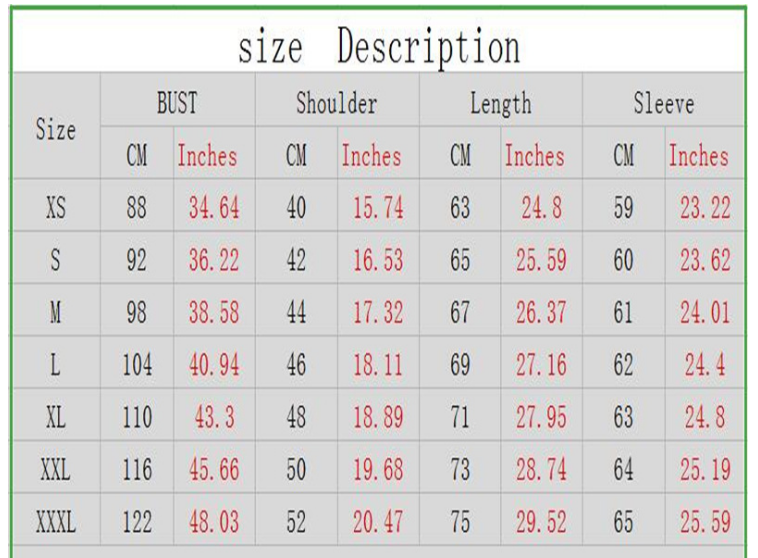 size Description
Size BUST Shoulder Length Sleeve
CM Inches CM Inches CM Inches CM Inches
XS 88 34.64 40 15.74 63 24.8 59 23.22
S 92 36.22 42 16.53 65 25.59 60 23.62
M 98 38.58 44 17.32 67 26.37 61 24.01
L 104 40.94 46 18.11 69 27.16 62 24.4
XL 110 43.3 48 18.89 71 27.95 63 24.8
XXL 116 45.66 50 19.68 73 28.74 64 25.19
XXXL 122 48.03 52 20.47 75 29.52 65 25.59